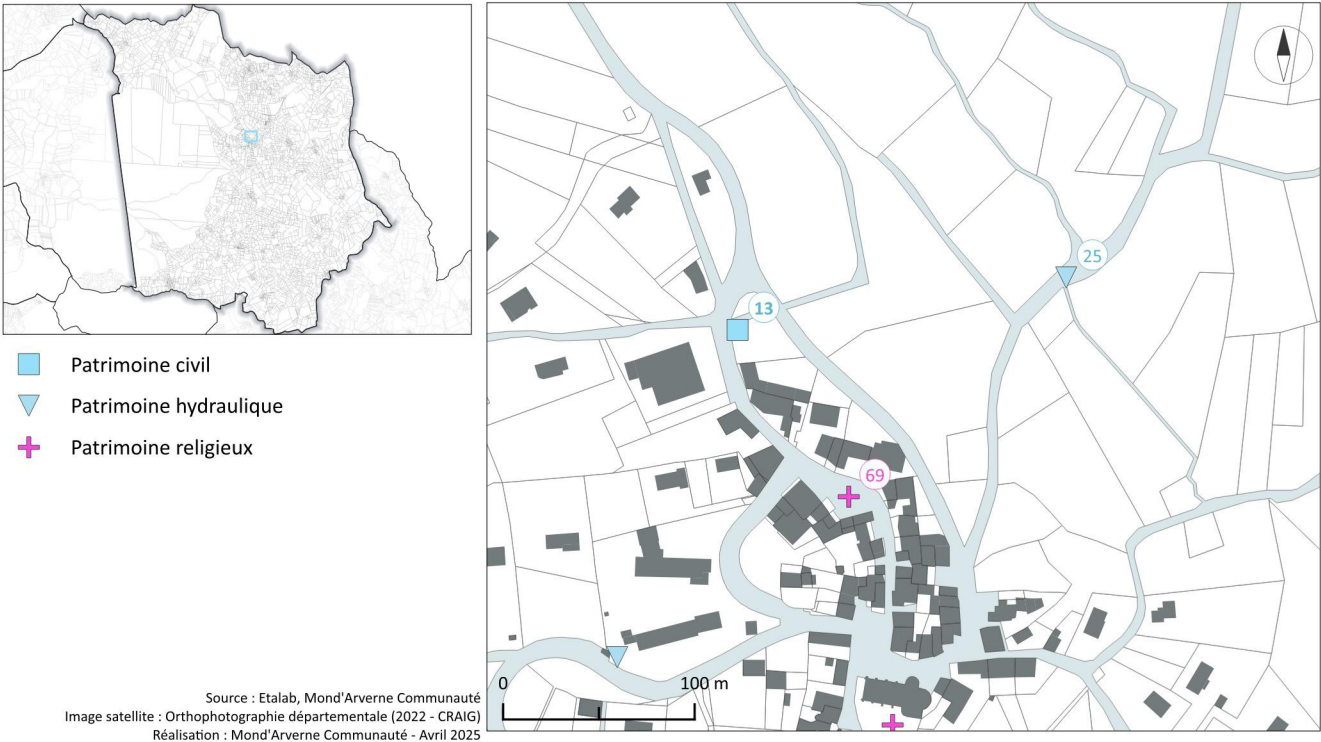 Patrimoine civil
Patrimoine hydraulique
Patrimoine religieux
Source : Etalab, Mond'Arverne Communauté
Image satellite : Orthophotographie départementale (2022 - CRAIG)
Réalisation : Mond'Arverne Communauté - Avril 2025
25
13
69
0 100 m